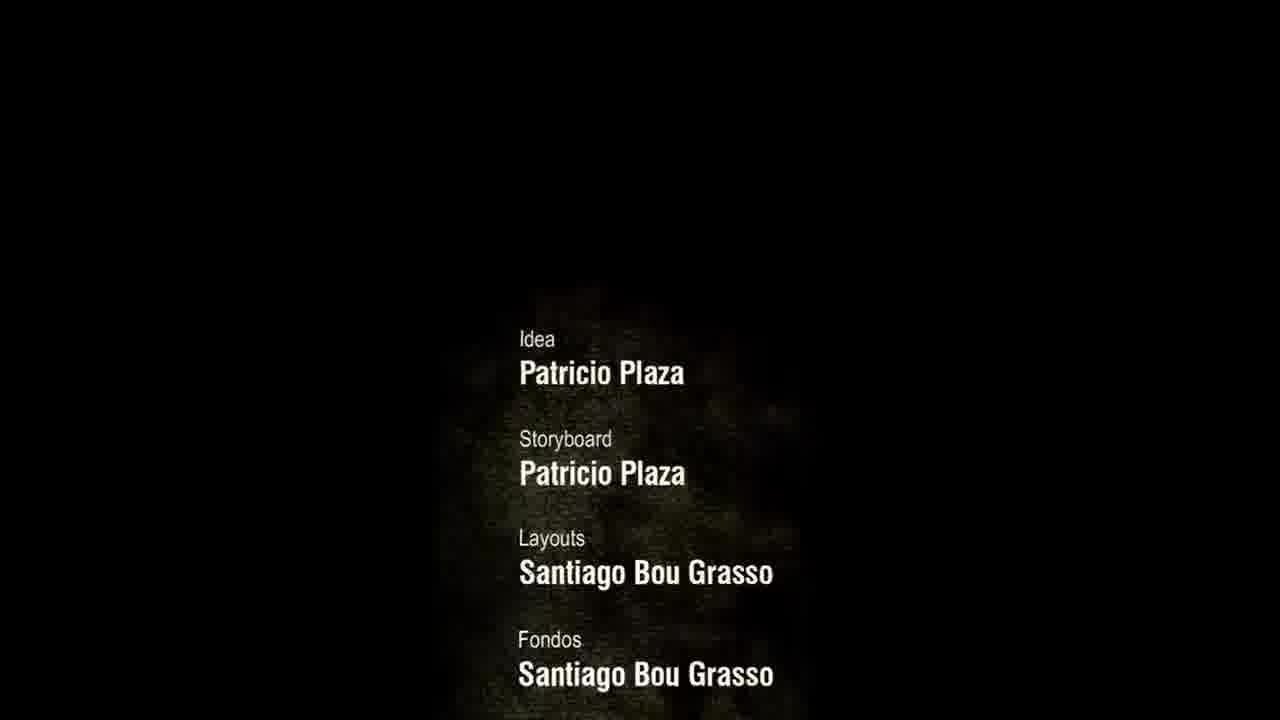 Idea
Patricio Plaza
Storyboard
Patricio Plaza
Layouts
Santiago Bou Grasso
Fondos
Santiago Bou Grasso